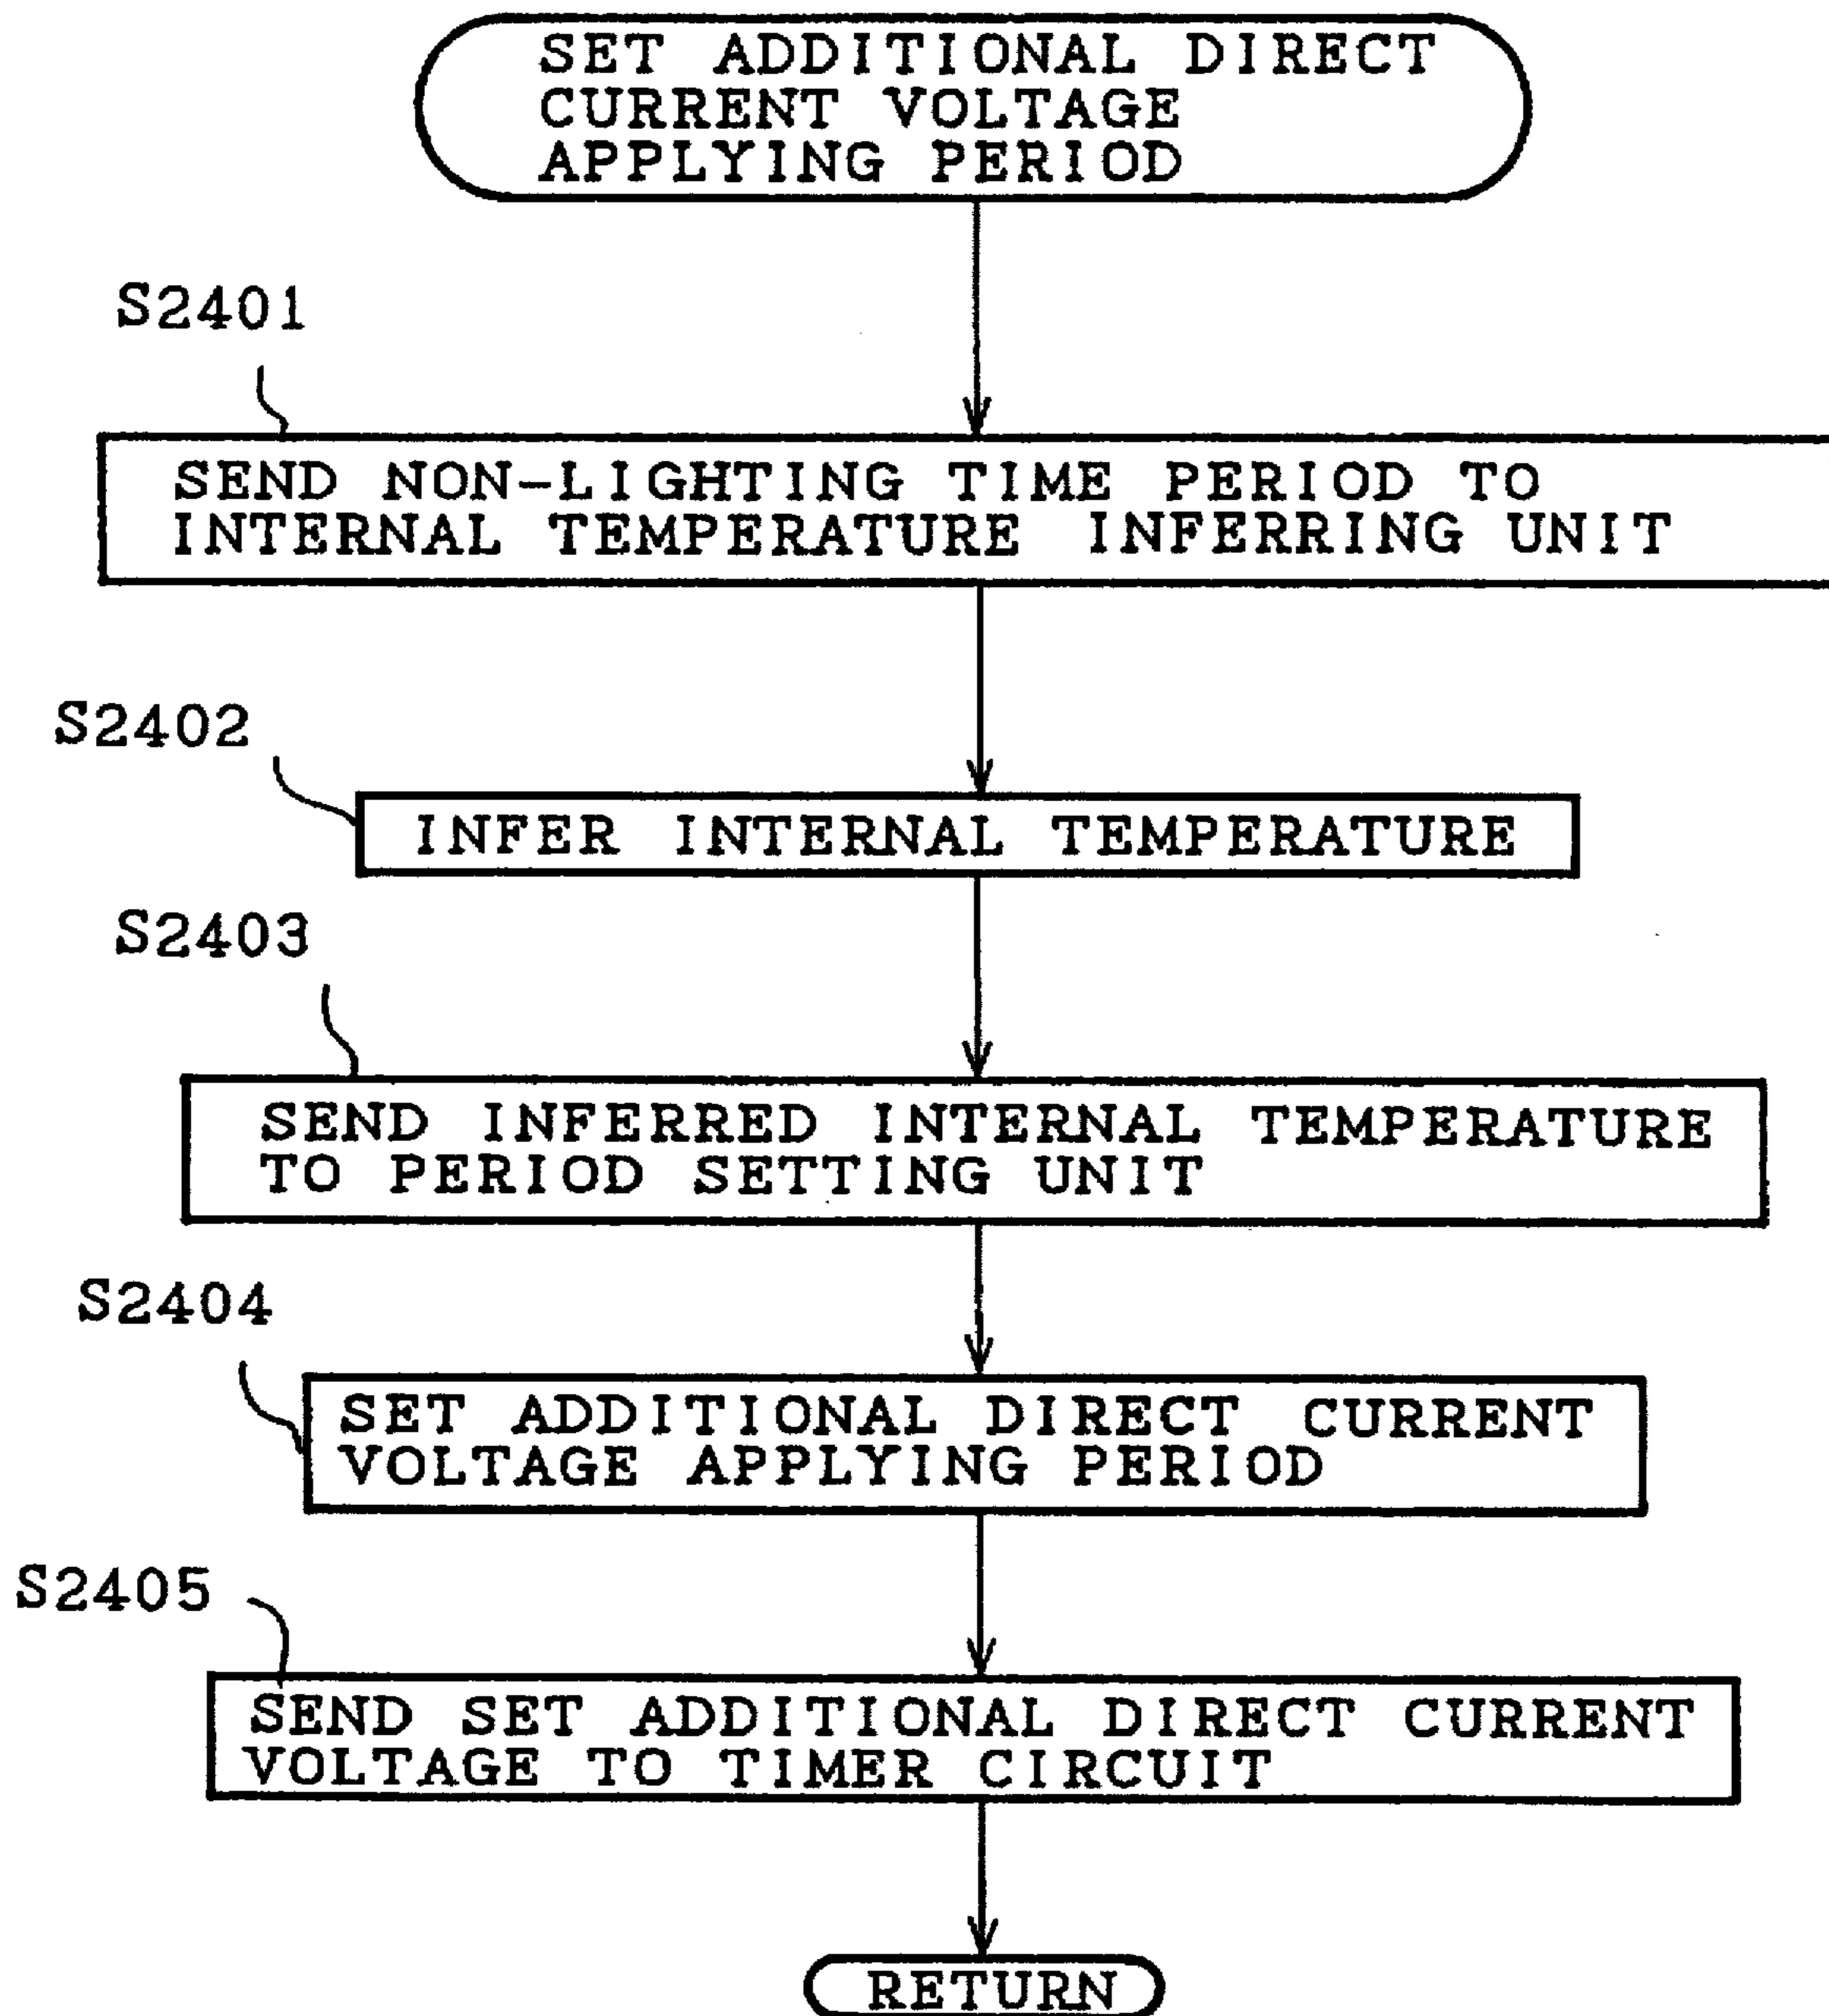 SET ADDITIONAL DIRECT
CURRENT VOLTAGE
APPLYING PERIOD
S2401
SEND NON-LIGHTING TIME PERIOD TO
INTERNAL TEMPERATURE INFERRING UNIT
S2402
INFER INTERNAL TEMPERATURE
S2403
SEND INFERRED INTERNAL TEMPERATURE
TO PERIOD SETTING UNIT
S2404
SET ADDITIONAL DIRECT CURRENT
VOLTAGE APPLYING PERIOD
S2405
SEND SET ADDITIONAL DIRECT CURRENT
VOLTAGE TO TIMER CIRCUIT
RETURN